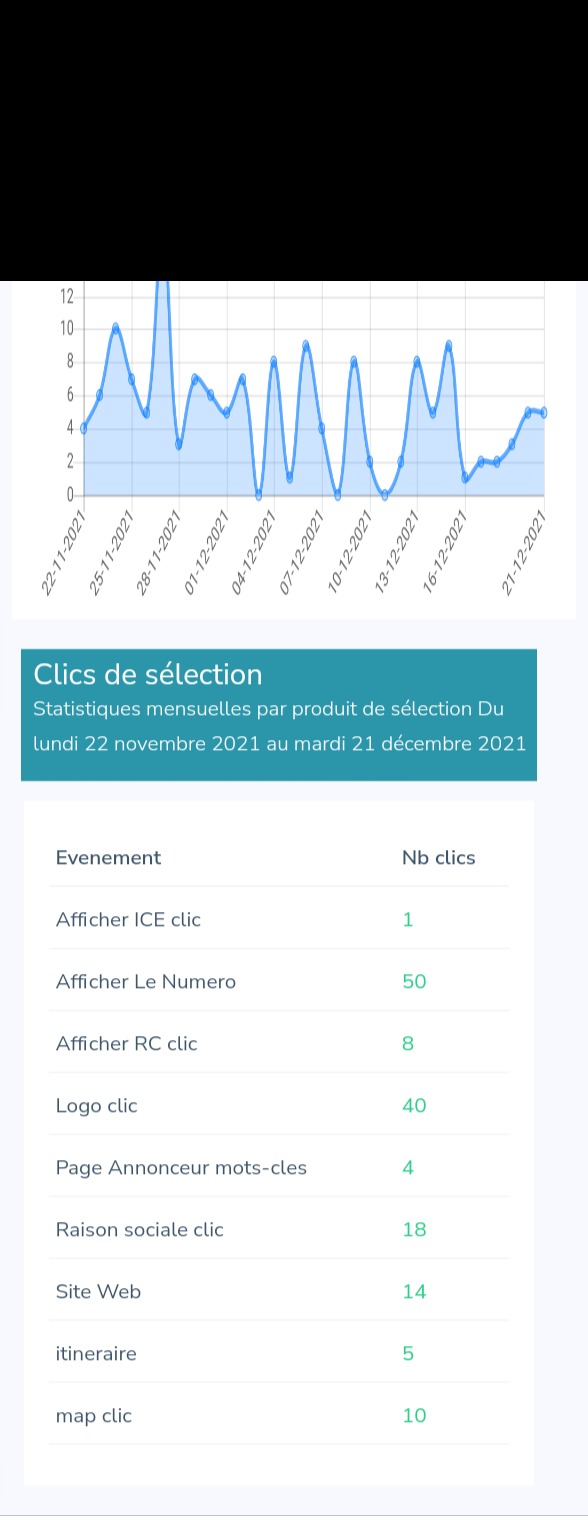 12
10
8
6
4
2
0
22-11-2021
25-11-2021
28-11-2021
01-12-2021
04-12-2021
07-12-2021
10-12-2021
13-12-2021
16-12-2021
21-12-2021
Clics de sélection
Statistiques mensuelles par produit de sélection Du
lundi 22 novembre 2021 au mardi 21 décembre 2021
Evenement Nb clics
Afficher ICE clic 1
Afficher Le Numero 50
Afficher RC clic 8
Logo clic 40
Page Annonceur mots-cles 4
Raison sociale clic 18
Site Web 14
itineraire 5
map clic 10